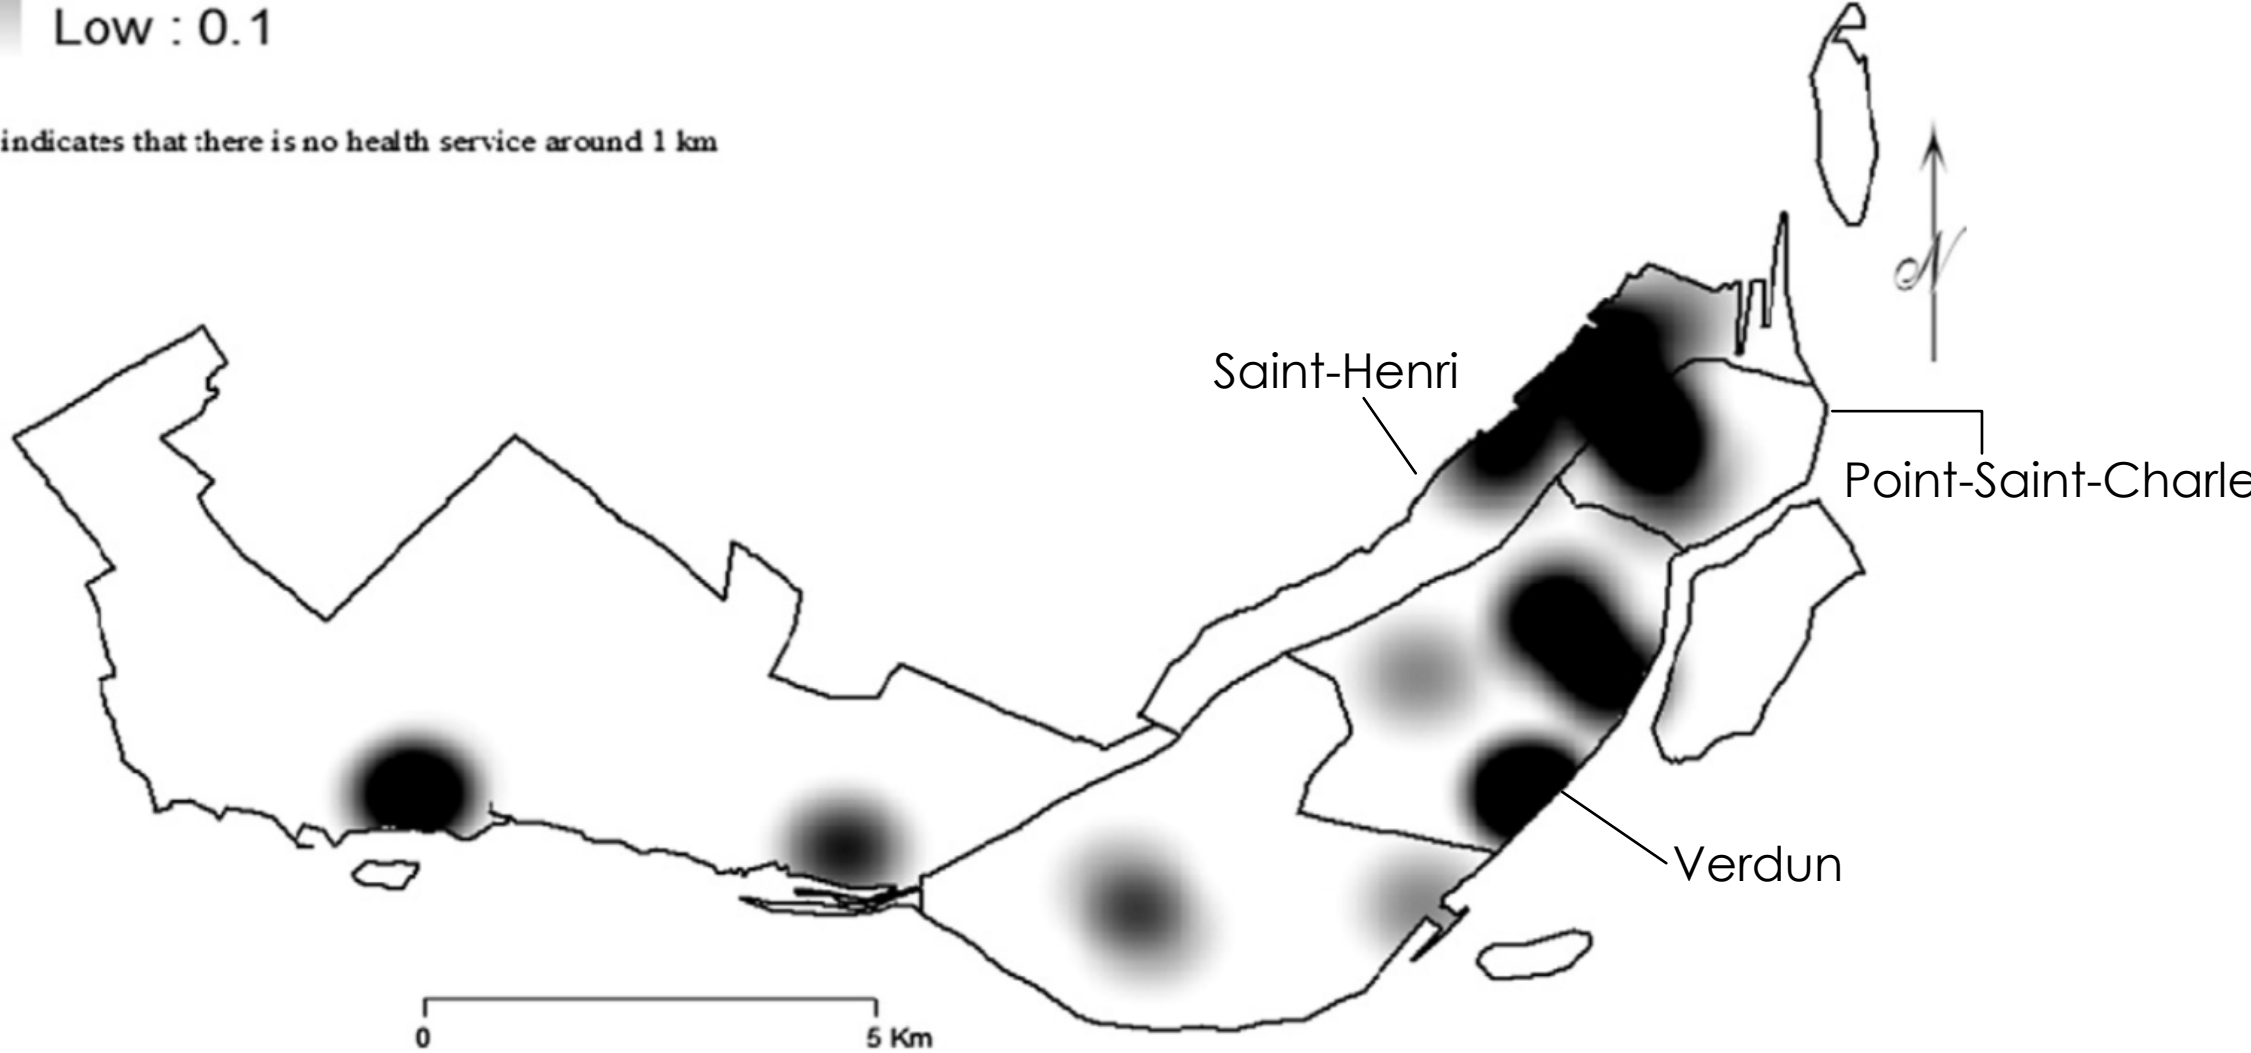 Low : 0.1
indicates that there is no health service around 1 km
N
Saint-Henri
Point-Saint-Charle
Verdun
0
5 Km